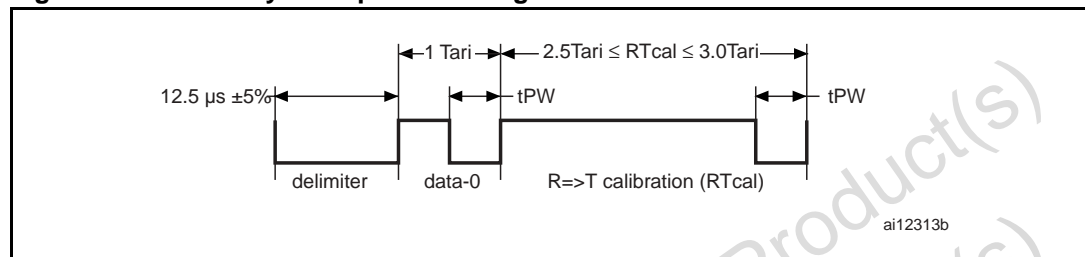 1 Tari
2.5Tari ≤ RTcal ≤ 3.0Tari
12.5 µs ±5%
tPW
tPW
delimiter
data-0
R=>T calibration (RTcal)
ai12313b
Product(s)